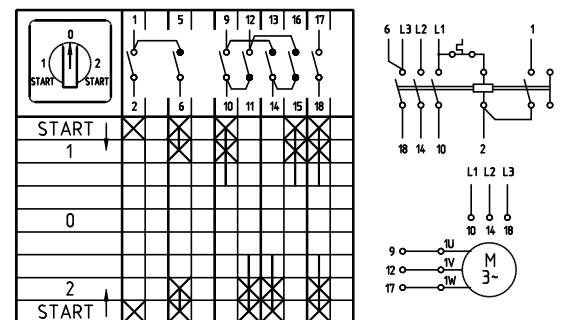 1 5 9 12 13 16 17
0
1 2
START START
2 6 10 11 14 15 18
START
1
0
2
START
6 L3 L2 L1 1
18 14 10 2
L1 L2 L3
10 14 18
9 1U
12 1V
17 1W
M
3~